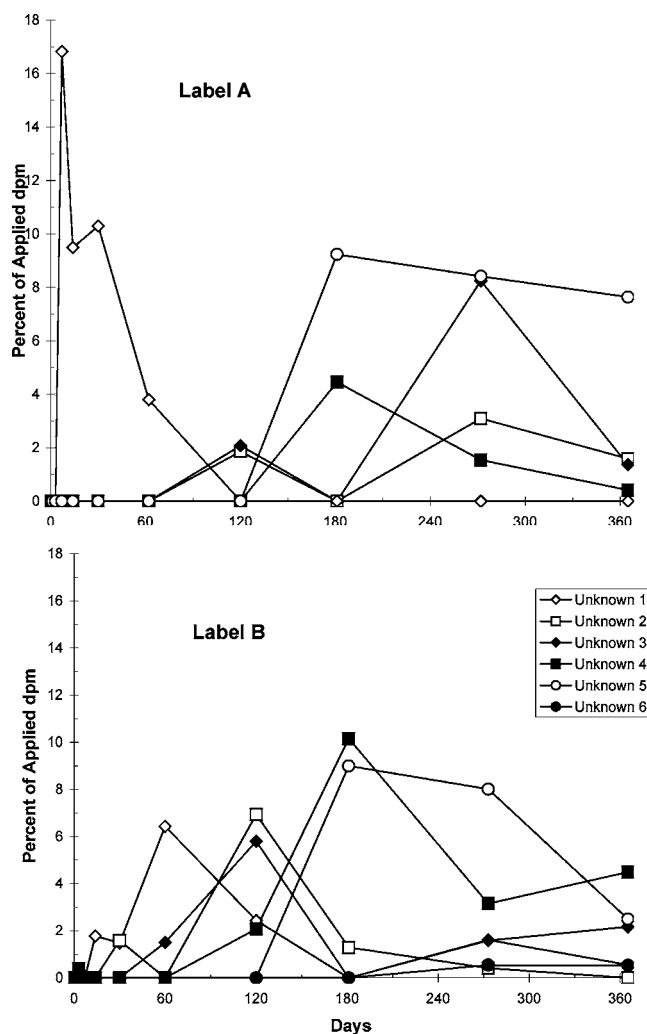 18
16
Label A
14
12
10
8
6
4
2
0
Percent of Applied dpm
0 60 120 180 240 300 360
18
16
Label B
14
12
10
8
6
4
2
0
Percent of Applied dpm
Unknown 1
Unknown 2
Unknown 3
Unknown 4
Unknown 5
Unknown 6
0 60 120 180 240 300 360
Days